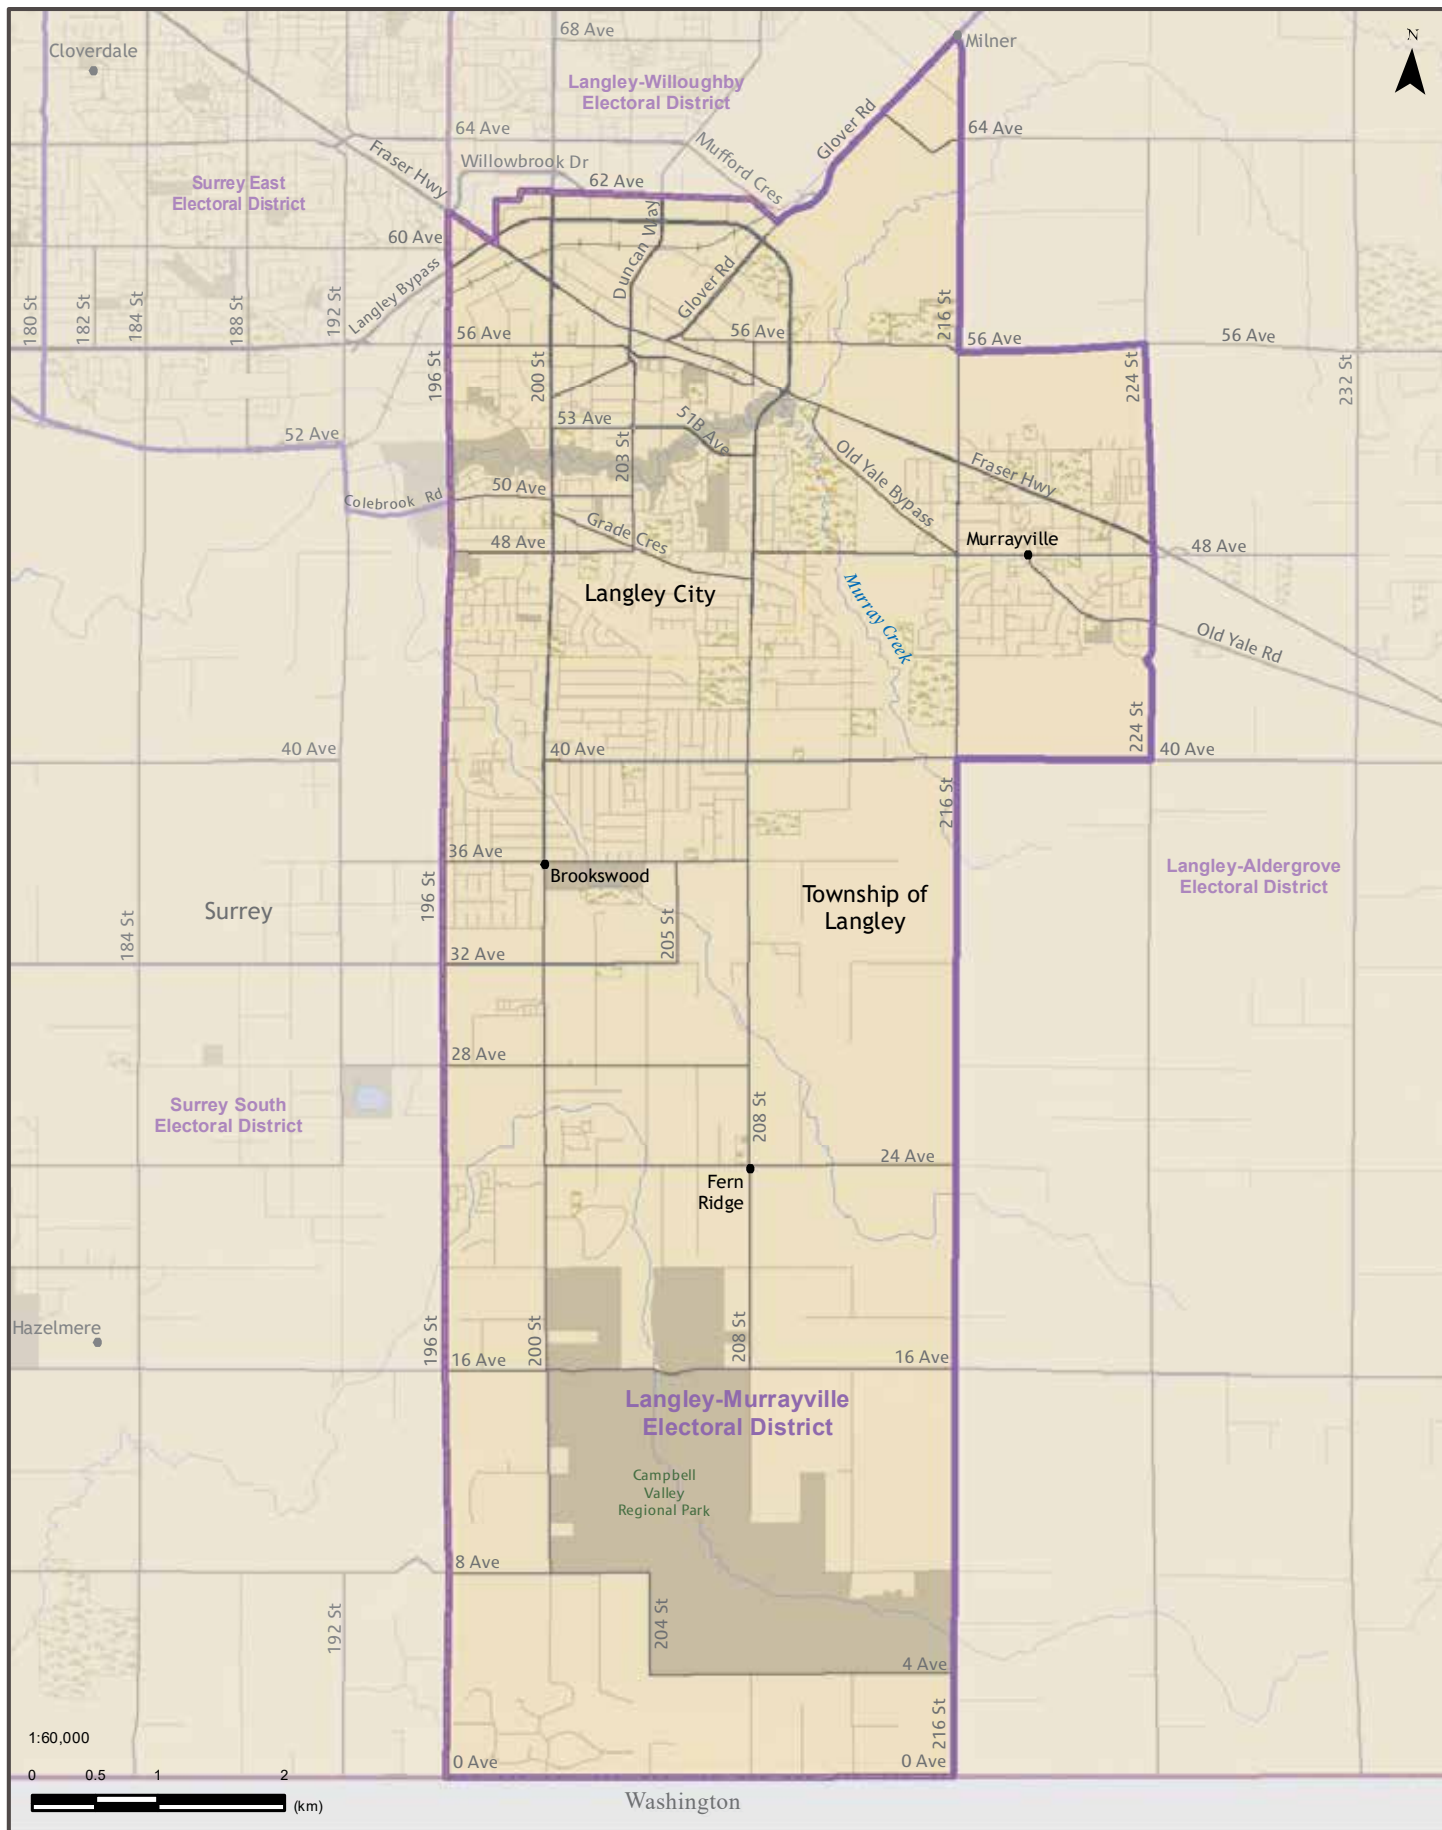 68 Ave
Milner
N
Cloverdale
Langley-Willoughby
Electoral District
Glover Rd
64 Ave
64 Ave
Mufford Cres
Fraser Hwy
Willowbrook Dr
62 Ave
Surrey East
Electoral District
Duncan Way
60 Ave
Langley Bypass
Glover Rd
180 St
182 St
184 St
188 St
192 St
216 St
56 Ave
56 Ave
56 Ave
56 Ave
196 St
200 St
224 St
232 St
53 Ave
51B Ave
52 Ave
203 St
Old Yale Bypass
Fraser Hwy
50 Ave
Colebrook Rd
Grade Cres
48 Ave
Murrayville
48 Ave
Langley City
Murray Creek
Old Yale Rd
224 St
40 Ave
40 Ave
40 Ave
216 St
36 Ave
Brookswood
Langley-Aldergrove
Electoral District
196 St
Township of
Langley
Surrey
184 St
205 St
32 Ave
28 Ave
Surrey South
Electoral District
208 St
24 Ave
Fern
Ridge
Hazelmere
196 St
200 St
208 St
16 Ave
16 Ave
Langley-Murrayville
Electoral District
Campbell
Valley
Regional Park
8 Ave
192 St
204 St
4 Ave
216 St
1:60,000
0 Ave
0 Ave
0 0.5 1 2
(km)
Washington